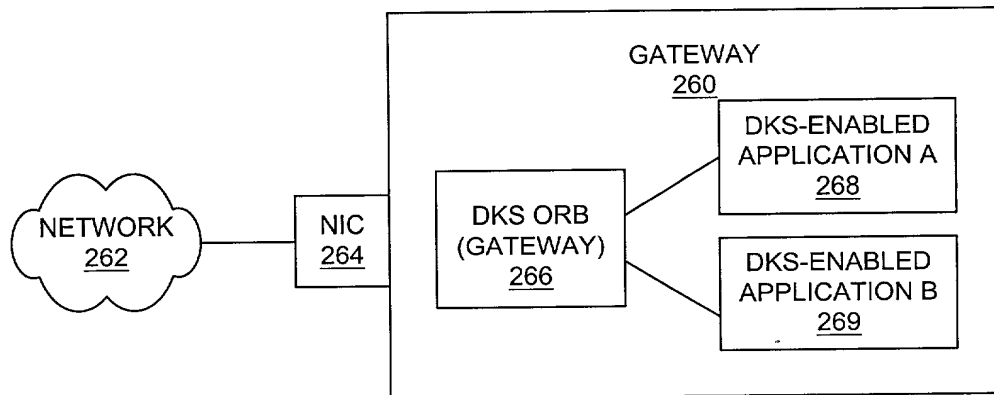 GATEWAY
260
DKS-ENABLED
APPLICATION A
268
DKS ORB
(GATEWAY)
266
NETWORK
262
NIC
264
DKS-ENABLED
APPLICATION B
269